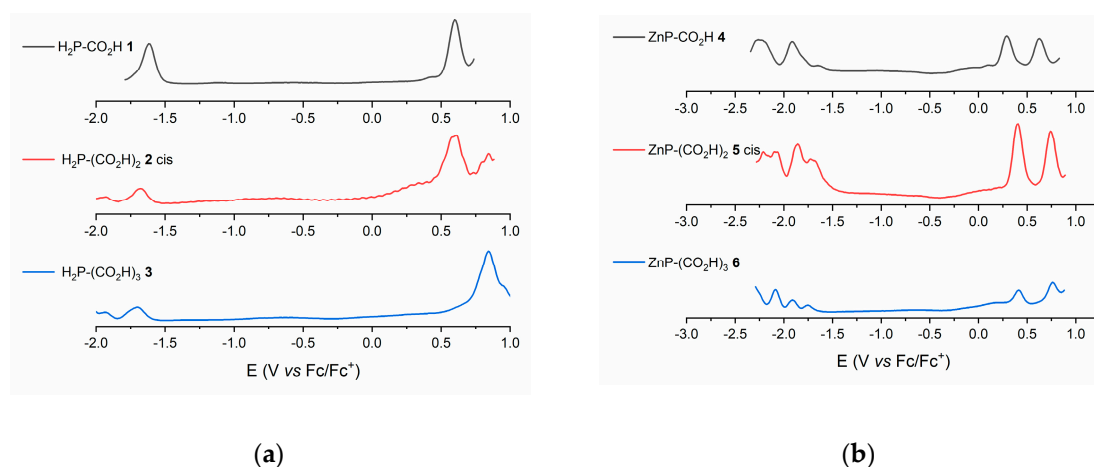 H₂P-CO₂H 1
-2.0 -1.5 -1.0 -0.5 0.0 0.5 1.0
H₂P-(CO₂H)₂ 2 cis
-2.0 -1.5 -1.0 -0.5 0.0 0.5 1.0
H₂P-(CO₂H)₃ 3
-2.0 -1.5 -1.0 -0.5 0.0 0.5 1.0
E (V vs Fc/Fc⁺)
(a)
ZnP-CO₂H 4
-3.0 -2.5 -2.0 -1.5 -1.0 -0.5 0.0 0.5 1.0
ZnP-(CO₂H)₂ 5 cis
-3.0 -2.5 -2.0 -1.5 -1.0 -0.5 0.0 0.5 1.0
ZnP-(CO₂H)₃ 6
-3.0 -2.5 -2.0 -1.5 -1.0 -0.5 0.0 0.5 1.0
E (V vs Fc/Fc⁺)
(b)